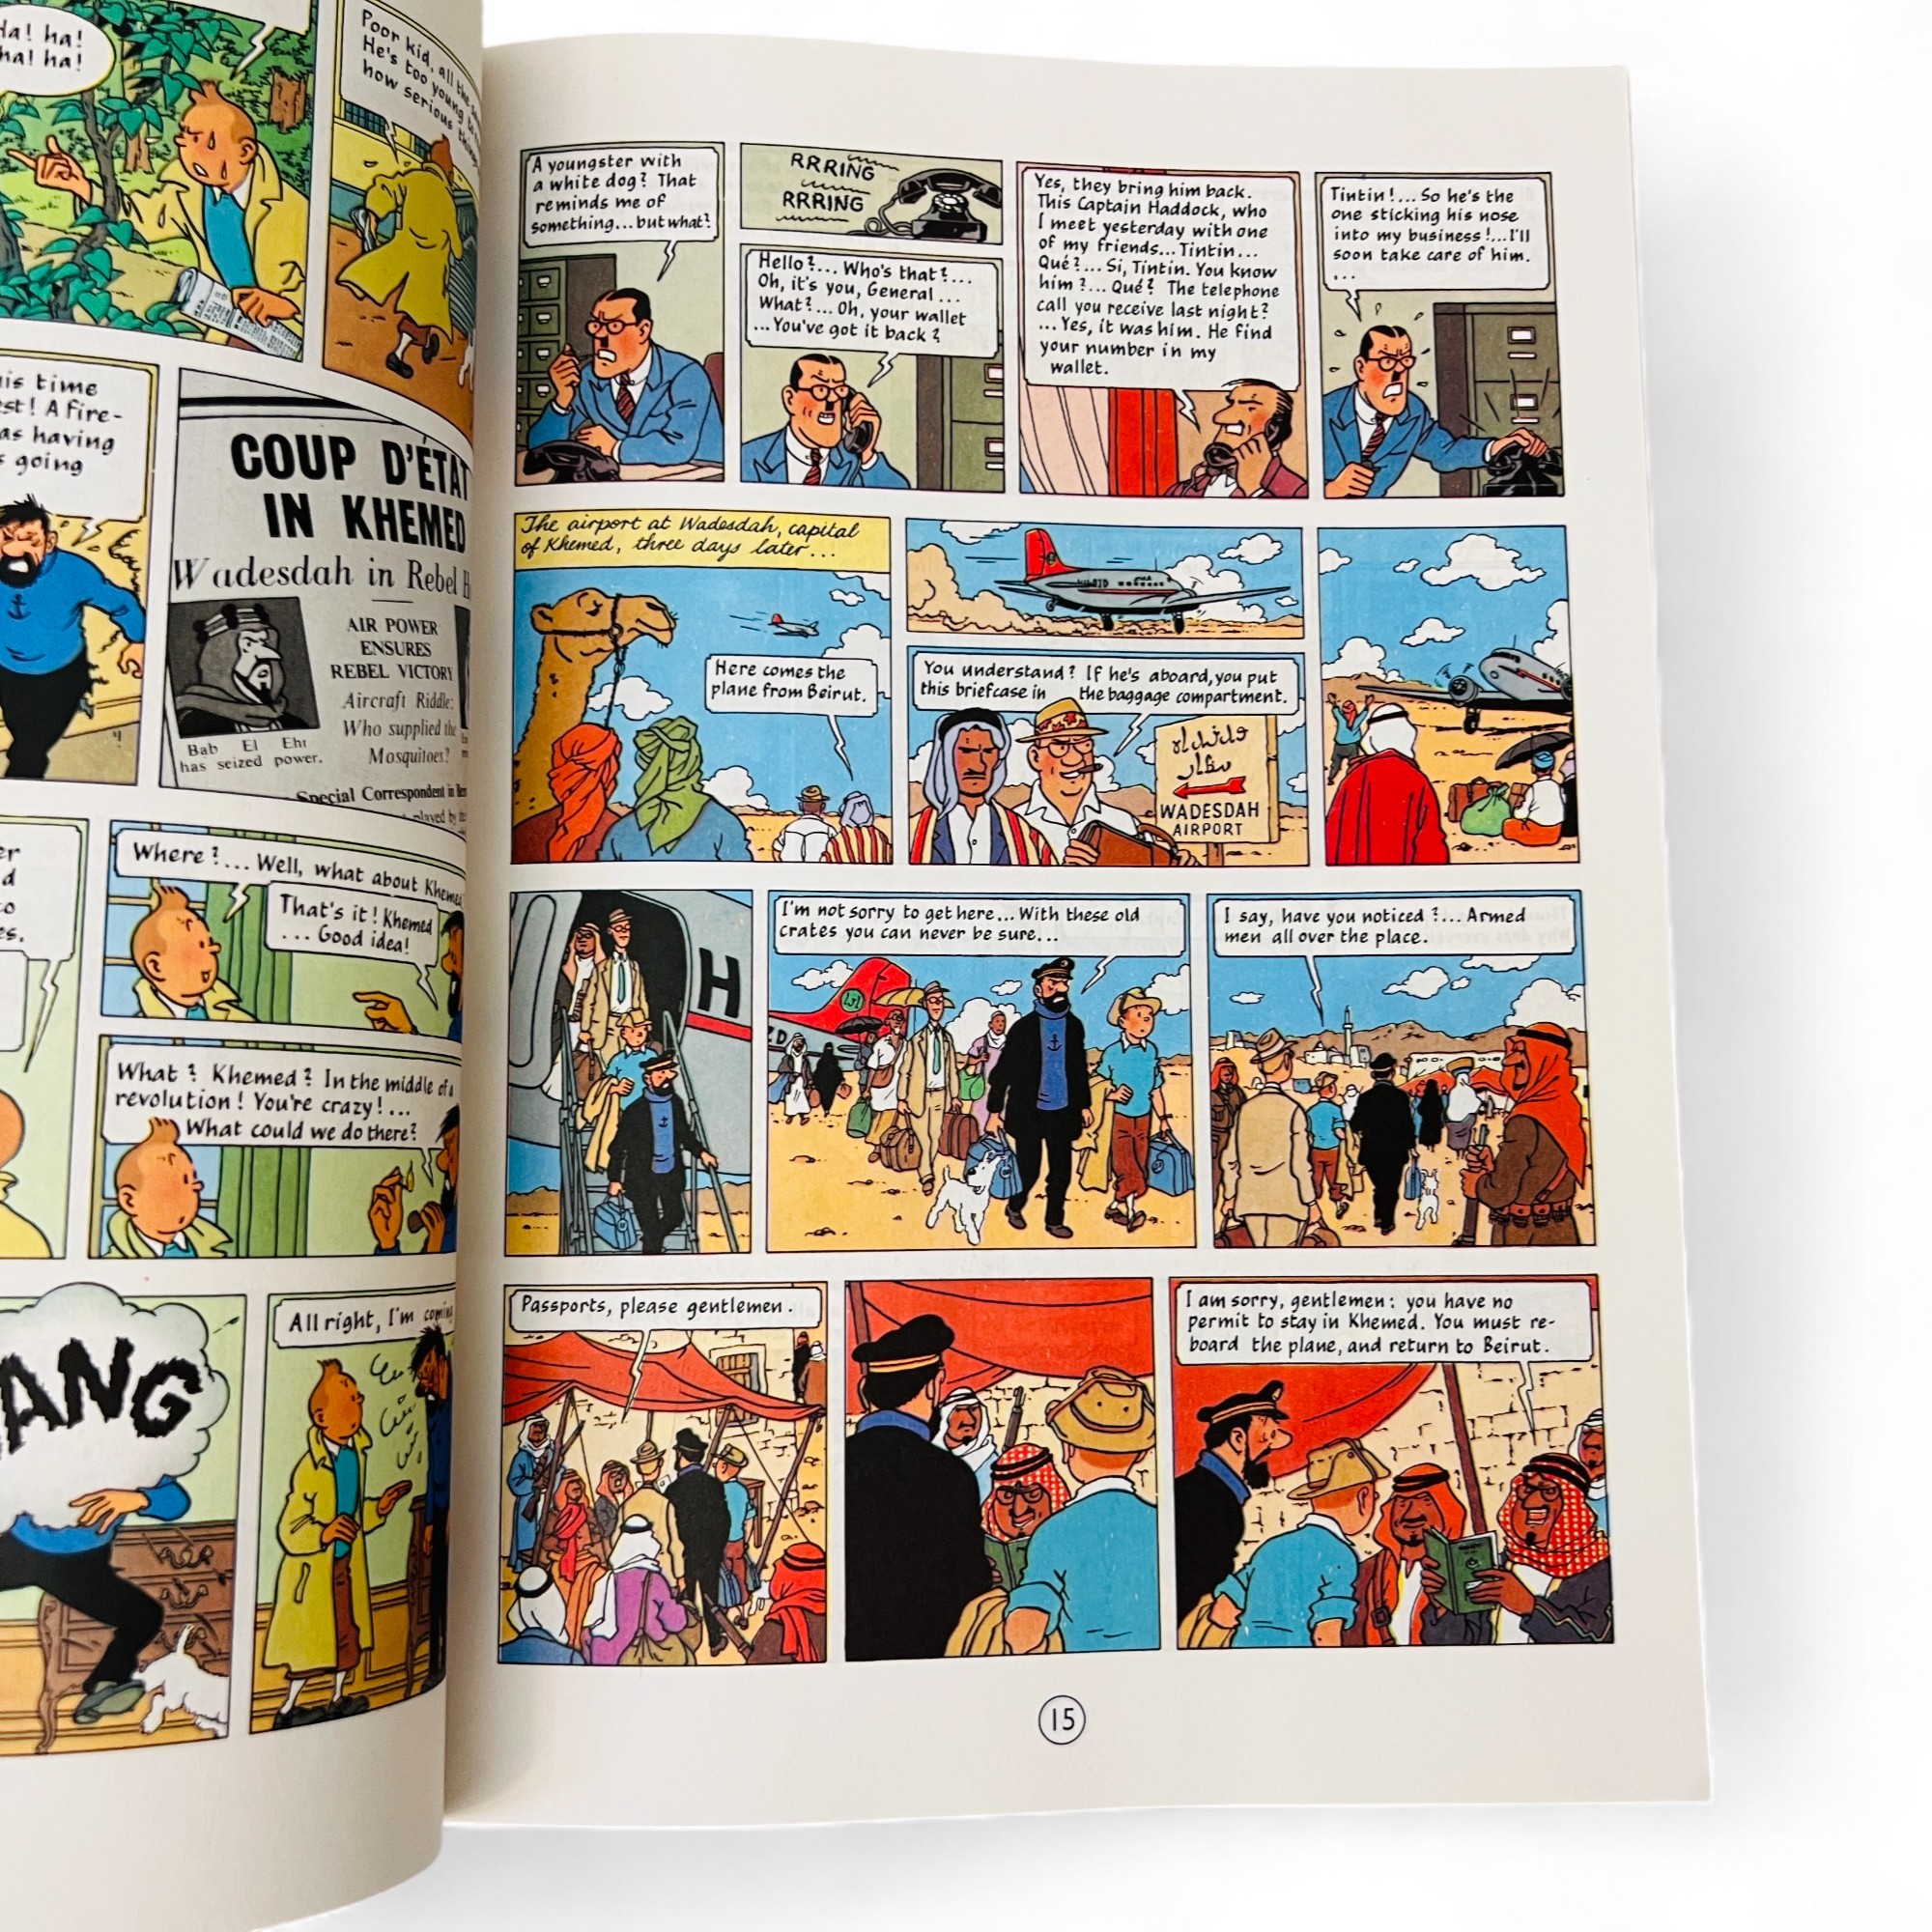 Ha! ha!
ha! ha!
Poor kid, all the
He's too young to
how serious things
his time
A fire-
as having
going
COUP D'ÉTAT
IN KHEMED
Wadesdah in Rebel
AIR POWER
ENSURES
REBEL VICTORY
Aircraft Riddle:
Who supplied the
Mosquitoes?
Bab El Ehr
has seized power.
Special Correspondent in
played by
Where?... Well, what about Khemed
That's it! Khemed
... Good idea!
What? Khemed? In the middle of a
revolution! You're crazy!...
What could we do there?
ANG
All right, I'm coming
A youngster with
a white dog? That
reminds me of
something... but what?
RRRING
RRRING
Hello?... Who's that?...
Oh, it's you, General...
What?... Oh, your wallet
...You've got it back?
Yes, they bring him back.
This Captain Haddock, who
I meet yesterday with one
of my friends... Tintin...
Qué?... Si, Tintin. You know
him?... Qué? The telephone
call you receive last night?
...Yes, it was him. He find
your number in my
wallet.
Tintin!... So he's the
one sticking his nose
into my business!...I'll
soon take care of him.
...
The airport at Wadesdah, capital
of Khemed, three days later...
Here comes the
plane from Beirut.
You understand? If he's aboard, you put
this briefcase in the baggage compartment.
WADESDAH
AIRPORT
H
ZD
I'm not sorry to get here... With these old
crates you can never be sure...
I say, have you noticed?... Armed
men all over the place.
Passports, please gentlemen.
I am sorry, gentlemen: you have no
permit to stay in Khemed. You must re-
board the plane, and return to Beirut.
15